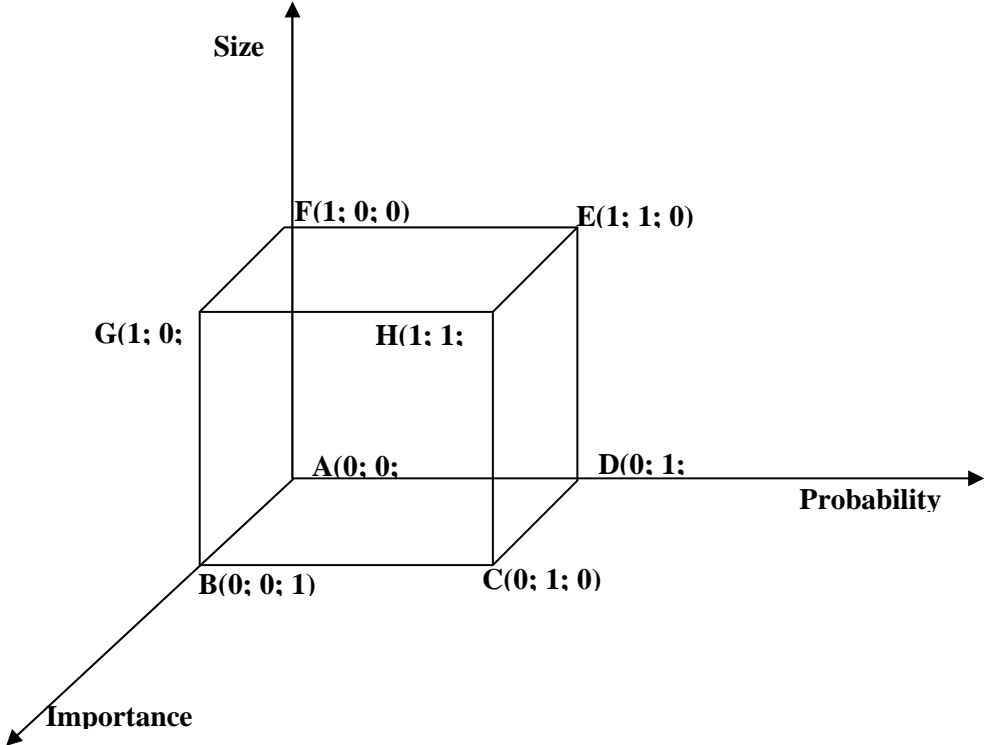 Size
F(1; 0; 0)
E(1; 1; 0)
G(1; 0;
H(1; 1;
A(0; 0;
D(0; 1;
Probability
B(0; 0; 1)
C(0; 1; 0)
Importance